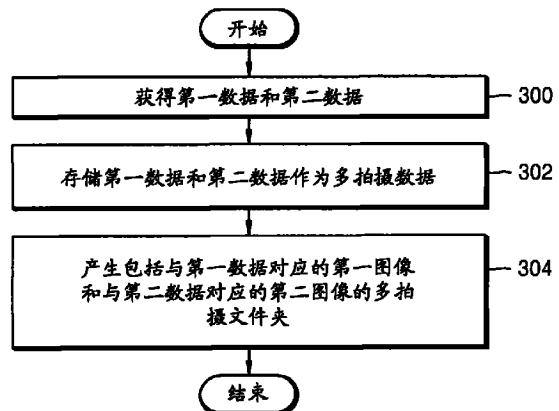 开始
获得第一数据和第二数据
300
存储第一数据和第二数据作为多拍摄数据
302
产生包括与第一数据对应的第一图像
和与第二数据对应的第二图像的多拍
摄文件夹
304
结束